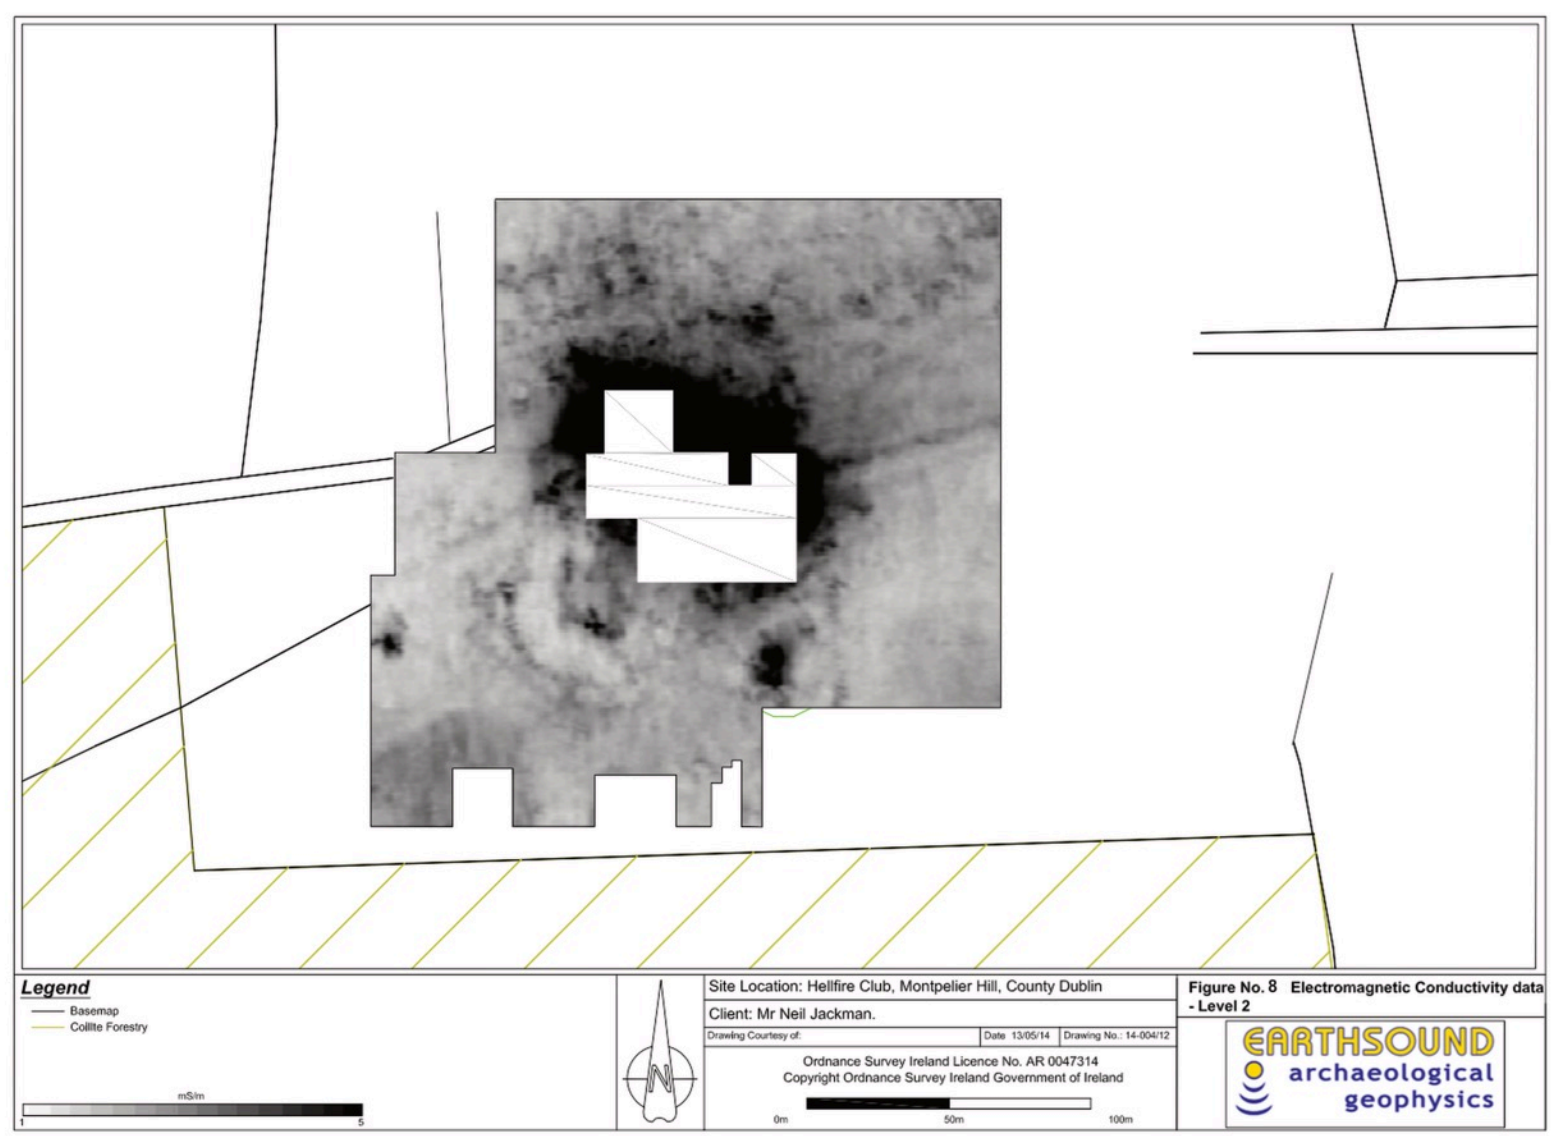 Legend
Basemap
Coillte Forestry
mS/m
1 5
N
Site Location: Hellfire Club, Montpelier Hill, County Dublin
Client: Mr Neil Jackman.
Drawing Courtesy of: Date 13/05/14 Drawing No.: 14-004/12
Ordnance Survey Ireland Licence No. AR 0047314
Copyright Ordnance Survey Ireland Government of Ireland
0m 50m 100m
Figure No. 8 Electromagnetic Conductivity data
- Level 2
EARTHSOUND
archaeological
geophysics